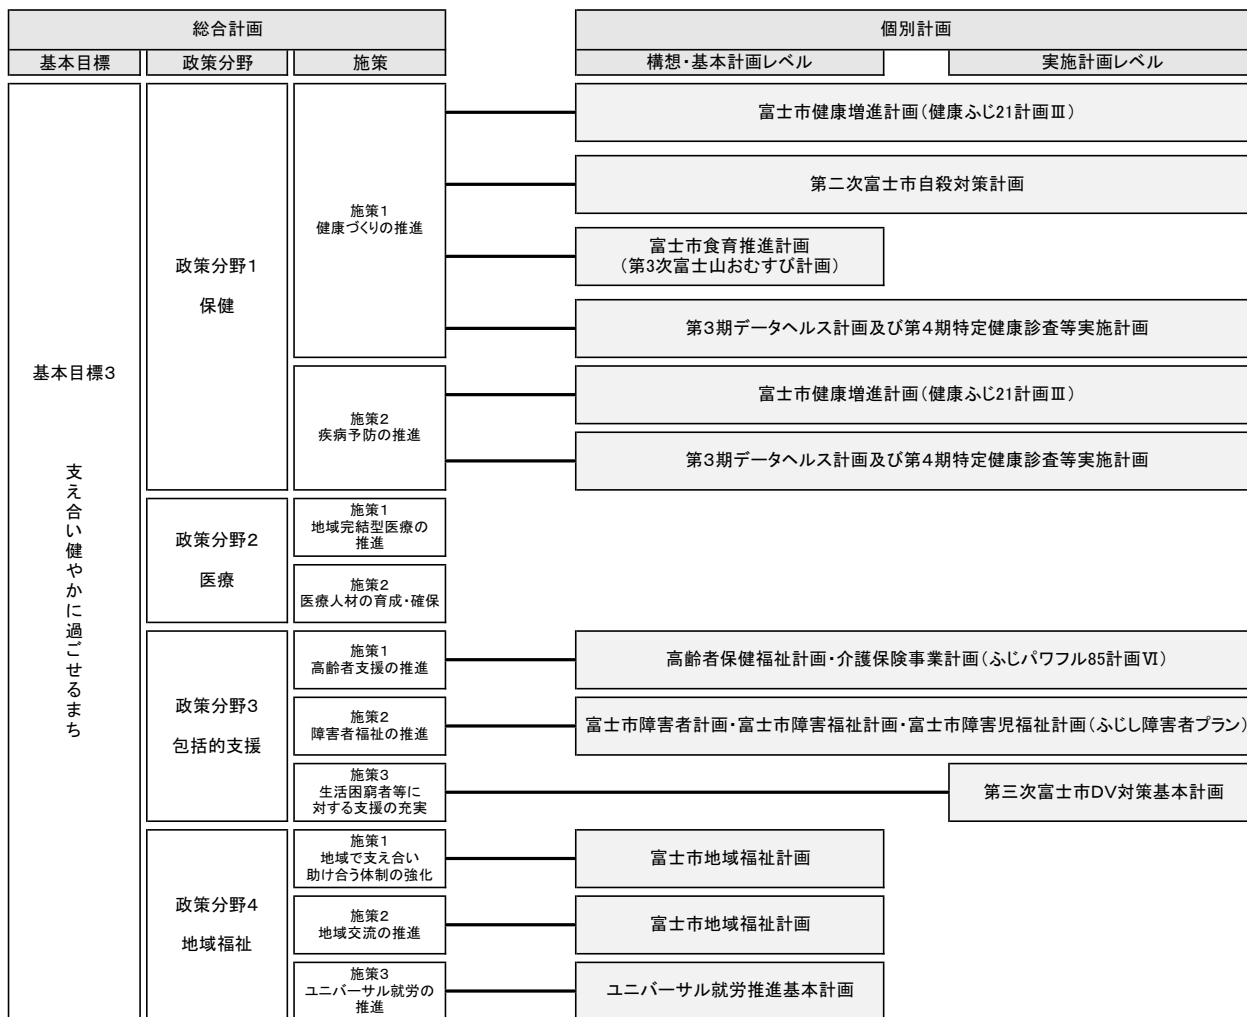 総合計画
個別計画
基本目標
政策分野
施策
構想・基本計画レベル
実施計画レベル
基本目標3
支え合い健やかに過ごせるまち
政策分野1
保健
施策1
健康づくりの推進
富士市健康増進計画(健康ふじ21計画Ⅲ)
第二次富士市自殺対策計画
富士市食育推進計画
(第3次富士山おむすび計画)
第3期データヘルス計画及び第4期特定健康診査等実施計画
施策2
疾病予防の推進
富士市健康増進計画(健康ふじ21計画Ⅲ)
第3期データヘルス計画及び第4期特定健康診査等実施計画
政策分野2
医療
施策1
地域完結型医療の
推進
施策2
医療人材の育成・確保
政策分野3
包括的支援
施策1
高齢者支援の推進
高齢者保健福祉計画・介護保険事業計画(ふじパワフル85計画Ⅵ)
施策2
障害者福祉の推進
富士市障害者計画・富士市障害福祉計画・富士市障害児福祉計画(ふじし障害者プラン)
施策3
生活困窮者等に
対する支援の充実
第三次富士市DV対策基本計画
政策分野4
地域福祉
施策1
地域で支え合い
助け合う体制の強化
富士市地域福祉計画
施策2
地域交流の推進
富士市地域福祉計画
施策3
ユニバーサル就労の
推進
ユニバーサル就労推進基本計画